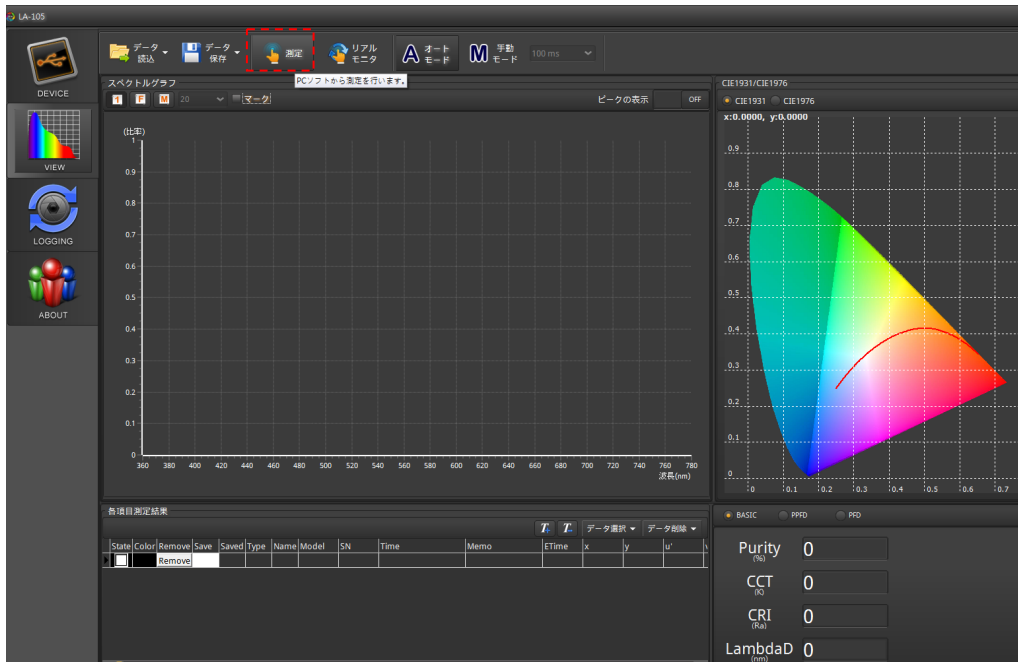 LA-105
DEVICE
VIEW
LOGGING
ABOUT
データ
読込
データ
保存
測定
リアル
モニタ
A オート
モード
M 手動
モード
100 ms
PCソフトから測定を行います。
スペクトルグラフ
1 F M 20 マーク ピークの表示 OFF
(比率)
1
0.9
0.8
0.7
0.6
0.5
0.4
0.3
0.2
0.1
0
360 380 400 420 440 460 480 500 520 540 560 580 600 620 640 660 680 700 720 740 760 780
波長(nm)
CIE1931/CIE1976
CIE1931 CIE1976
x:0.0000, y:0.0000
0.9
0.8
0.7
0.6
0.5
0.4
0.3
0.2
0.1
0
0 0.1 0.2 0.3 0.4 0.5 0.6 0.7
各項目測定結果
T+ T- データ選択 データ削除
State Color Remove Save Saved Type Name Model SN Time Memo ETime x y u'
Remove
BASIC PPFD PFD
Purity 0
(%)
CCT 0
(K)
CRI 0
(Ra)
LambdaD 0
(nm)